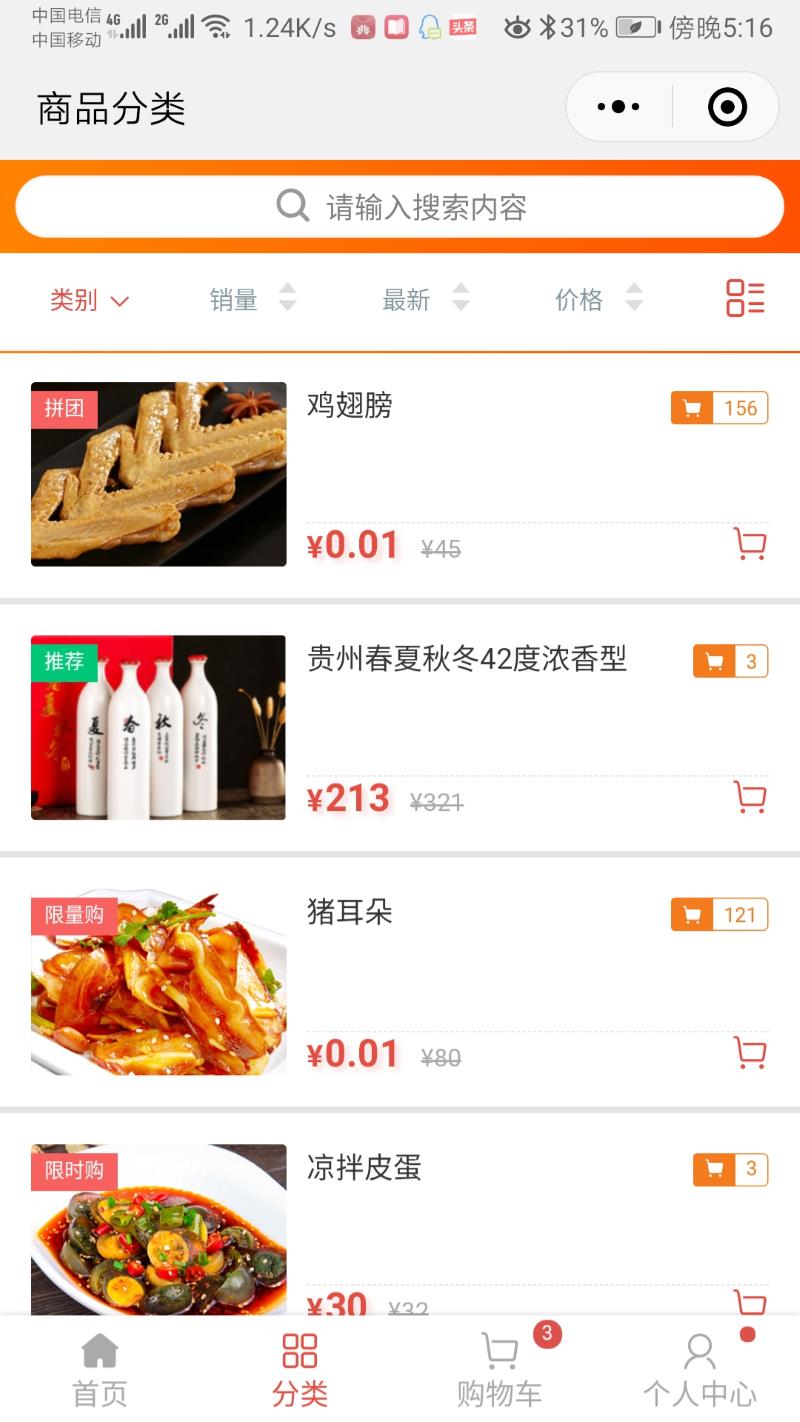 中国电信 4G 2G 1.24K/s 头条 31% 傍晚5:16
中国移动
商品分类
请输入搜索内容
类别 销量 最新 价格
拼团
鸡翅膀 156
¥0.01 ¥45
推荐
贵州春夏秋冬42度浓香型 3
夏 春 秋 冬
¥213 ¥321
限量购
猪耳朵 121
¥0.01 ¥80
限时购
凉拌皮蛋 3
¥30 ¥32
3
首页 分类 购物车 个人中心